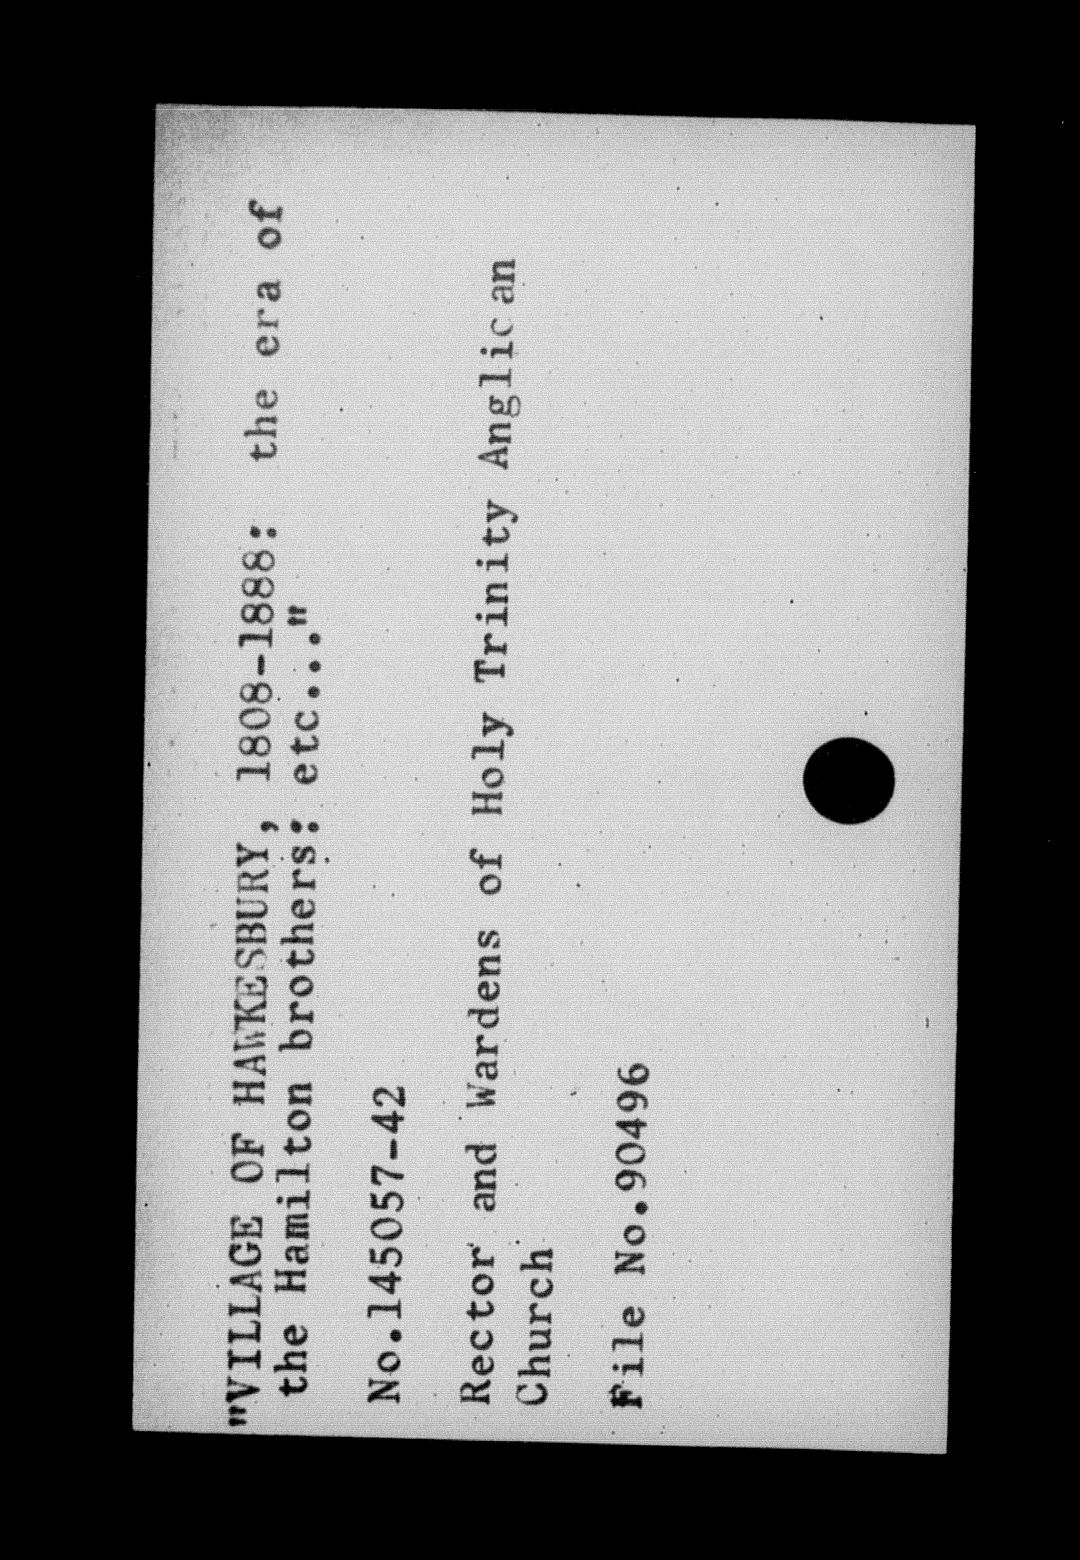 "VILLAGE OF HAWKESBURY, 1808-1888: the era of
the Hamilton brothers: etc..."
No.145057-42
Rector and Wardens of Holy Trinity Anglican
Church
File No.90496